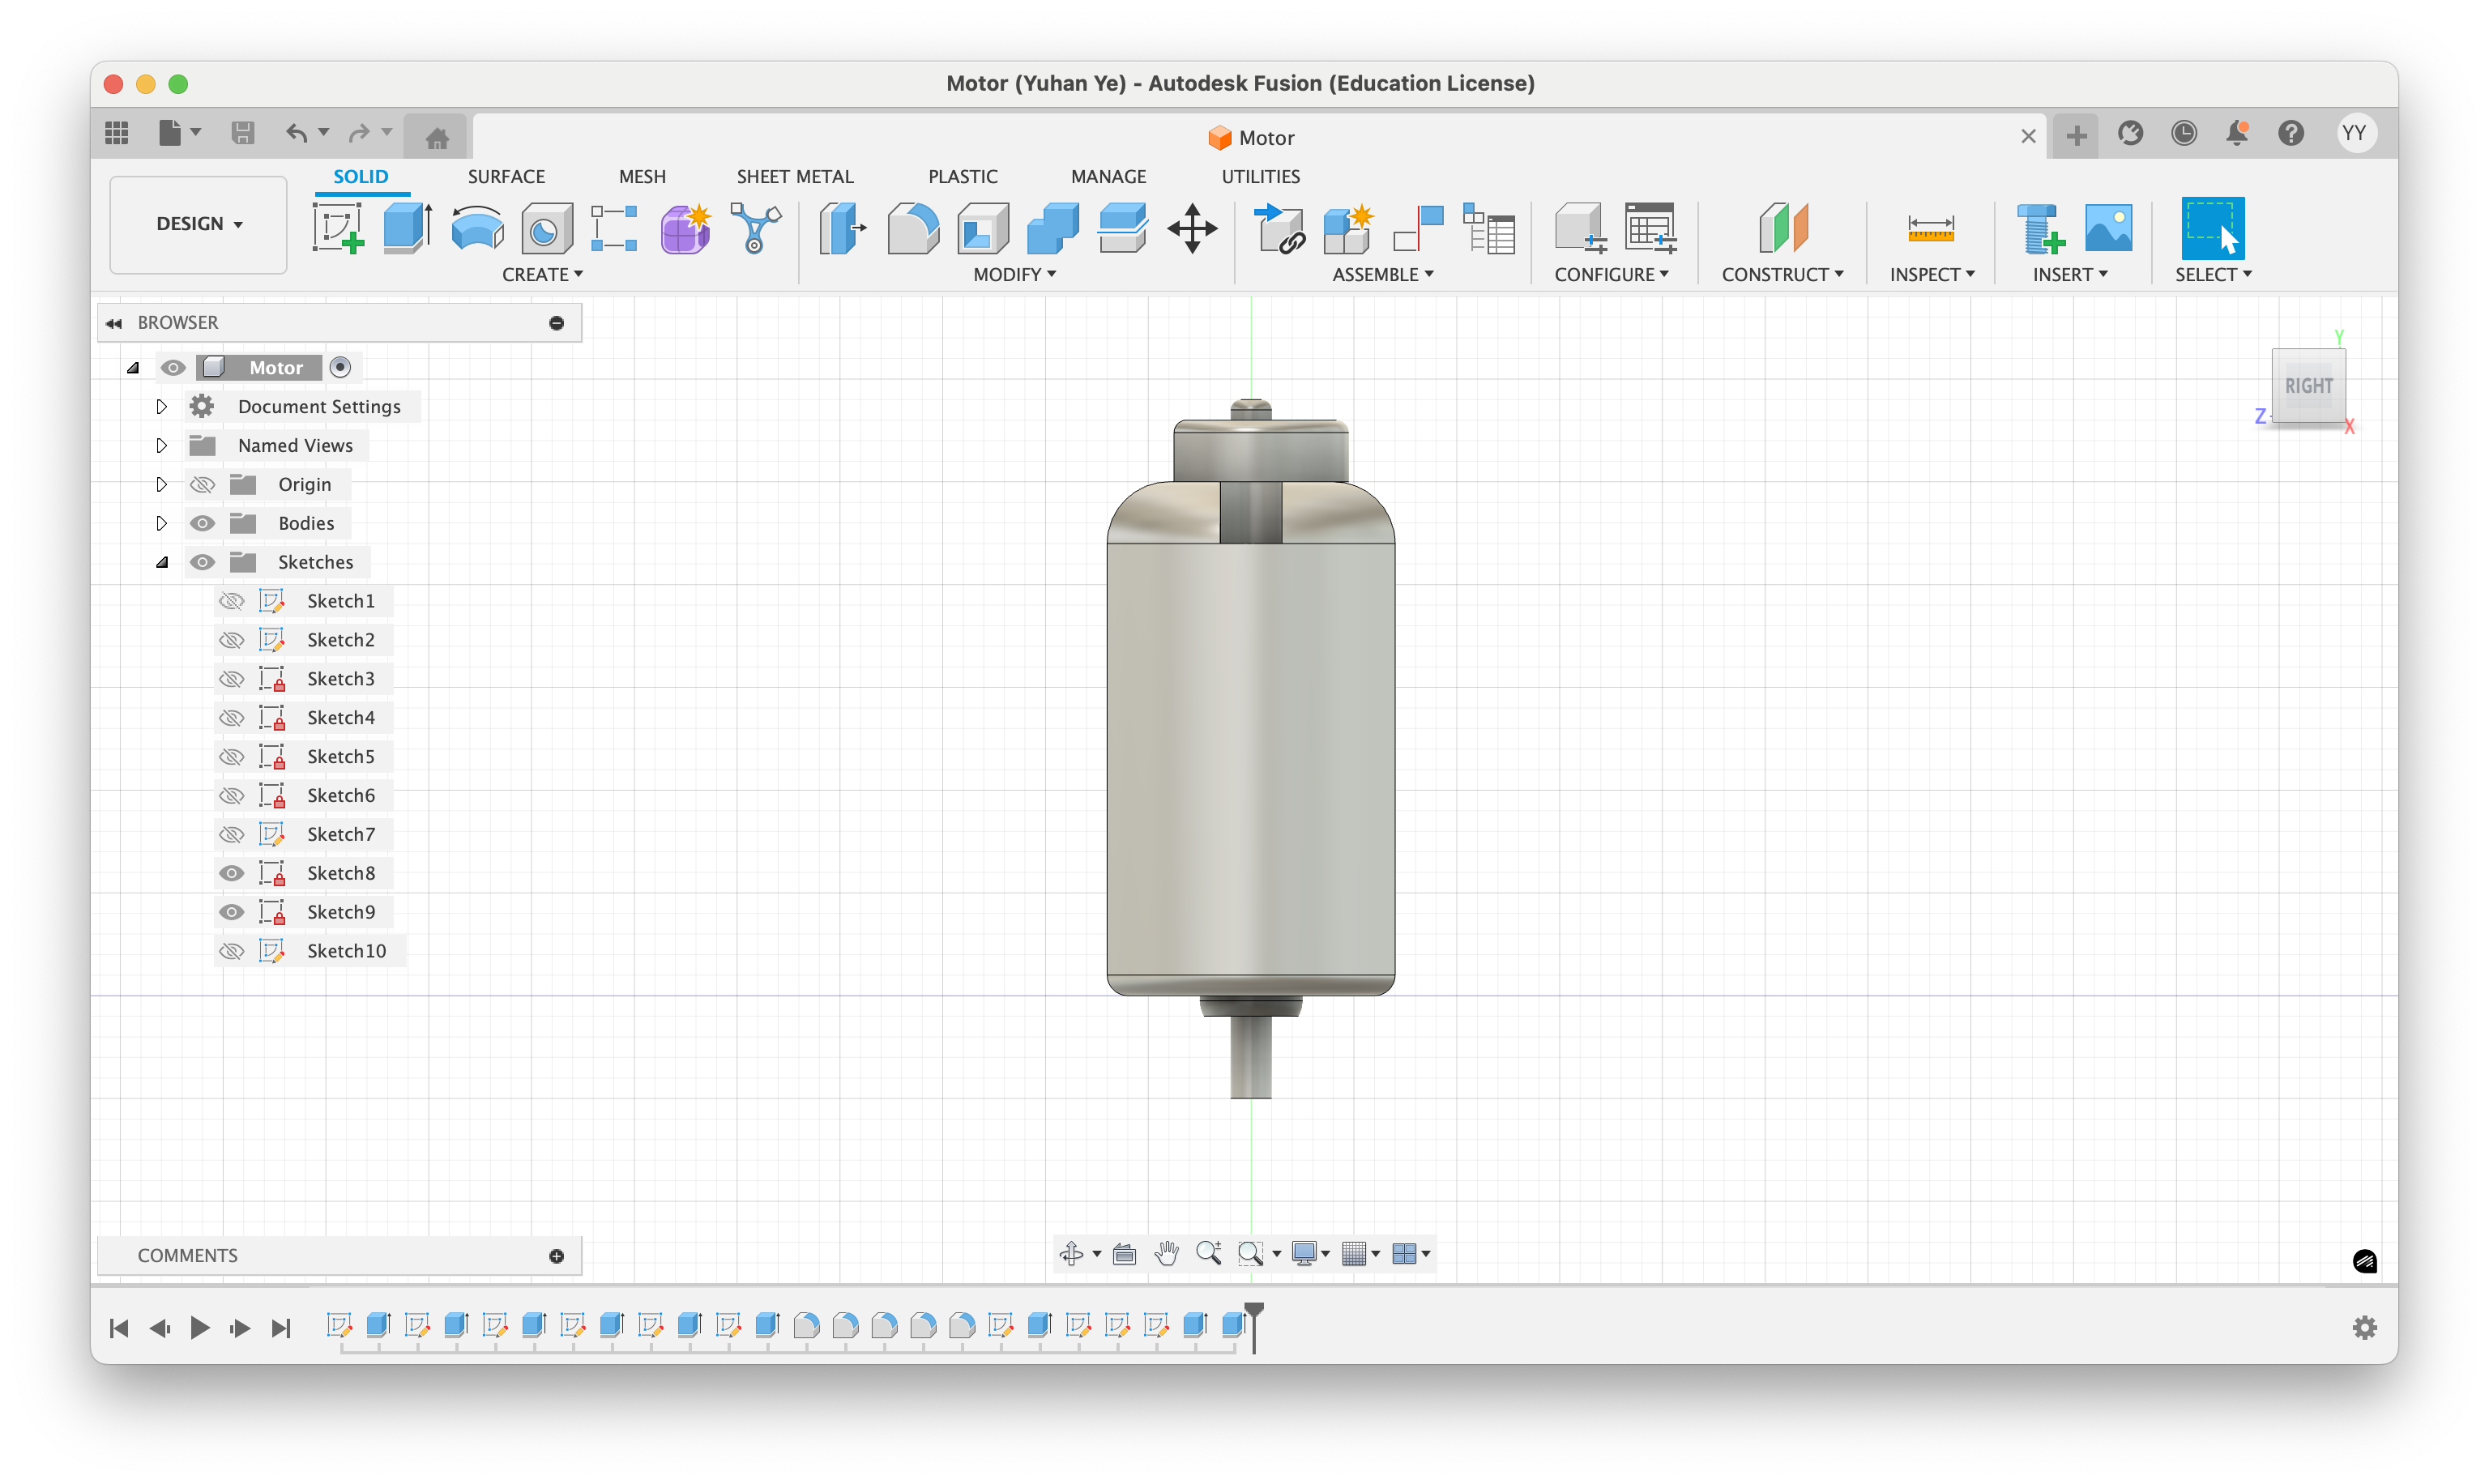 Motor (Yuhan Ye) - Autodesk Fusion (Education License)
Motor
YY
SOLID SURFACE MESH SHEET METAL PLASTIC MANAGE UTILITIES
DESIGN
CREATE MODIFY ASSEMBLE CONFIGURE CONSTRUCT INSPECT INSERT SELECT
BROWSER
Motor
Document Settings
Named Views
Origin
Bodies
Sketches
Sketch1
Sketch2
Sketch3
Sketch4
Sketch5
Sketch6
Sketch7
Sketch8
Sketch9
Sketch10
Y
RIGHT
Z
X
COMMENTS